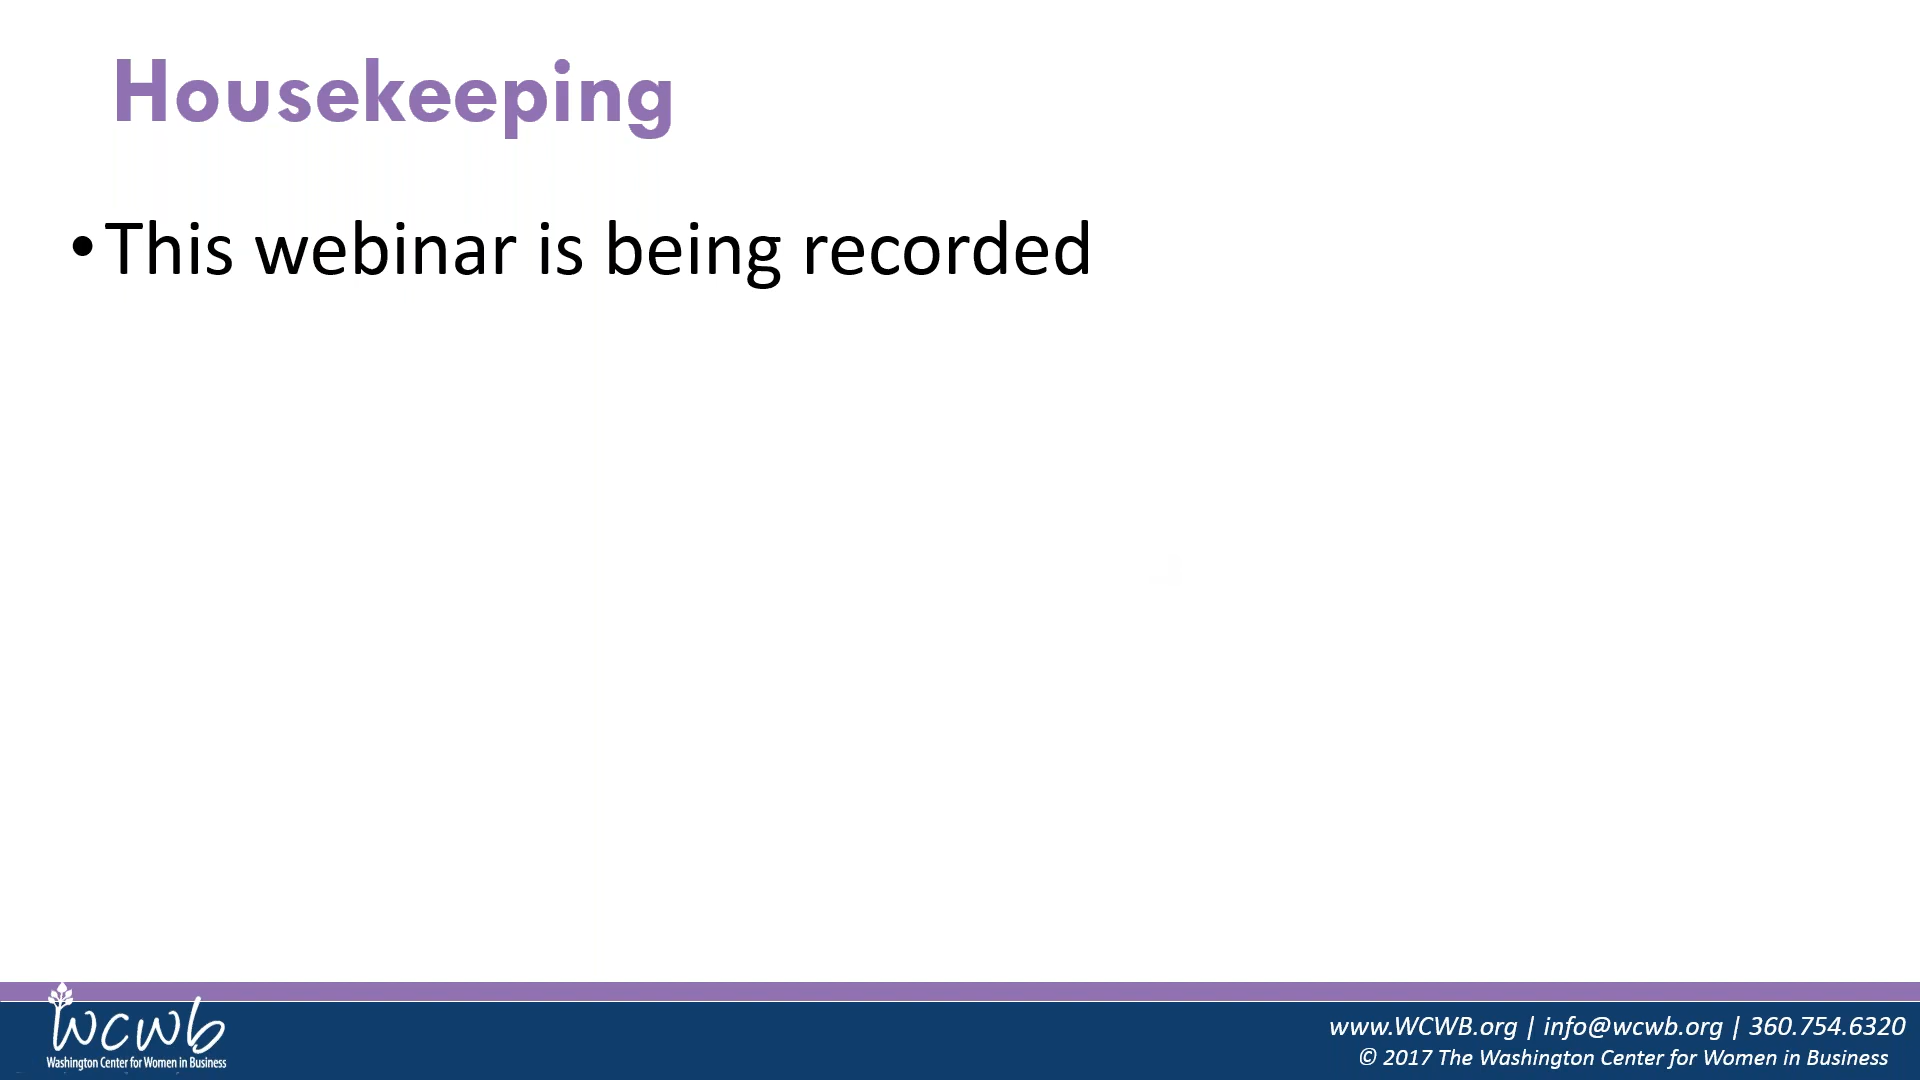 Housekeeping
•This webinar is being recorded
wcwb
Washington Center for Women in Business
www.WCWB.org | info@wcwb.org | 360.754.6320
© 2017 The Washington Center for Women in Business